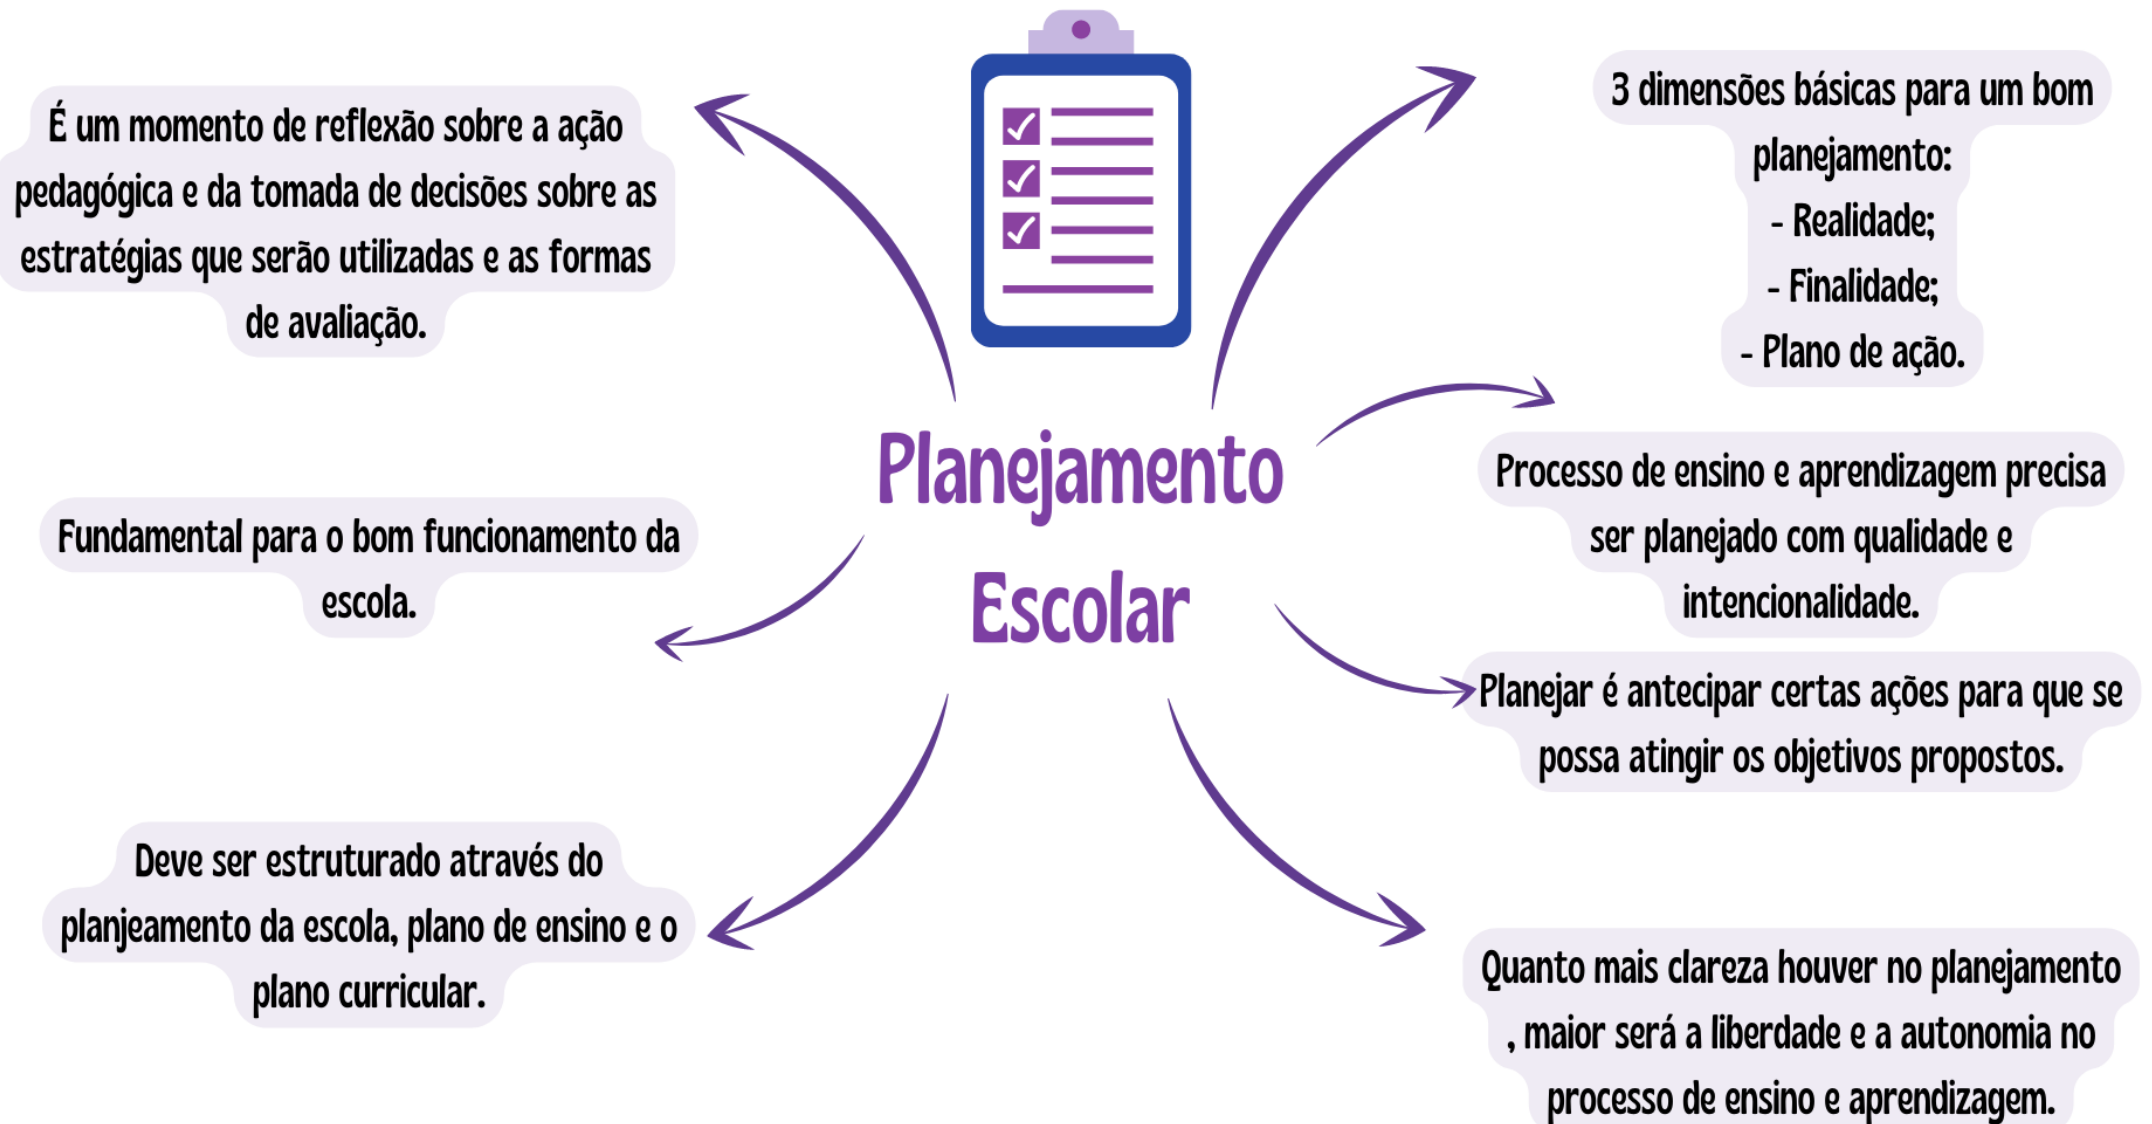 É um momento de reflexão sobre a ação
pedagógica e da tomada de decisões sobre as
estratégias que serão utilizadas e as formas
de avaliação.
Fundamental para o bom funcionamento da
escola.
Deve ser estruturado através do
planjeamento da escola, plano de ensino e o
plano curricular.
Planejamento
Escolar
3 dimensões básicas para um bom
planejamento:
- Realidade;
- Finalidade;
- Plano de ação.
Processo de ensino e aprendizagem precisa
ser planejado com qualidade e
intencionalidade.
Planejar é antecipar certas ações para que se
possa atingir os objetivos propostos.
Quanto mais clareza houver no planejamento
, maior será a liberdade e a autonomia no
processo de ensino e aprendizagem.